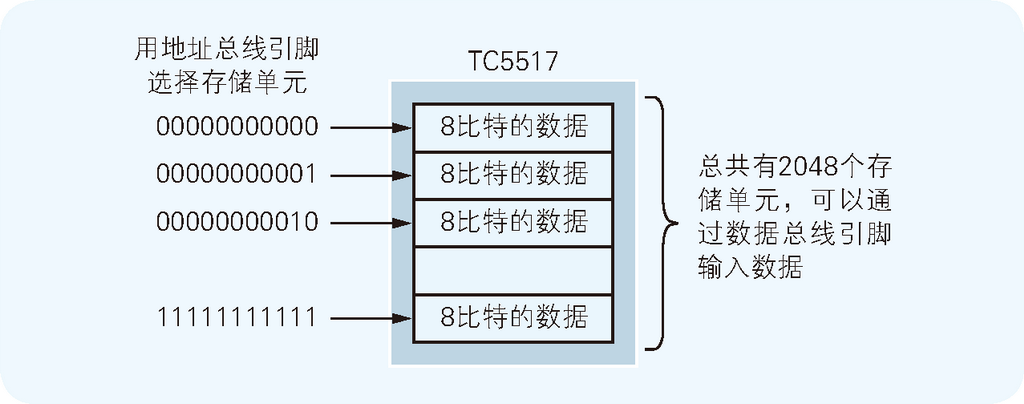 用地址总线引脚
选择存储单元
TC5517
00000000000
8比特的数据
00000000001
8比特的数据
00000000010
8比特的数据
11111111111
8比特的数据
总共有2048个存
储单元，可以通
过数据总线引脚
输入数据